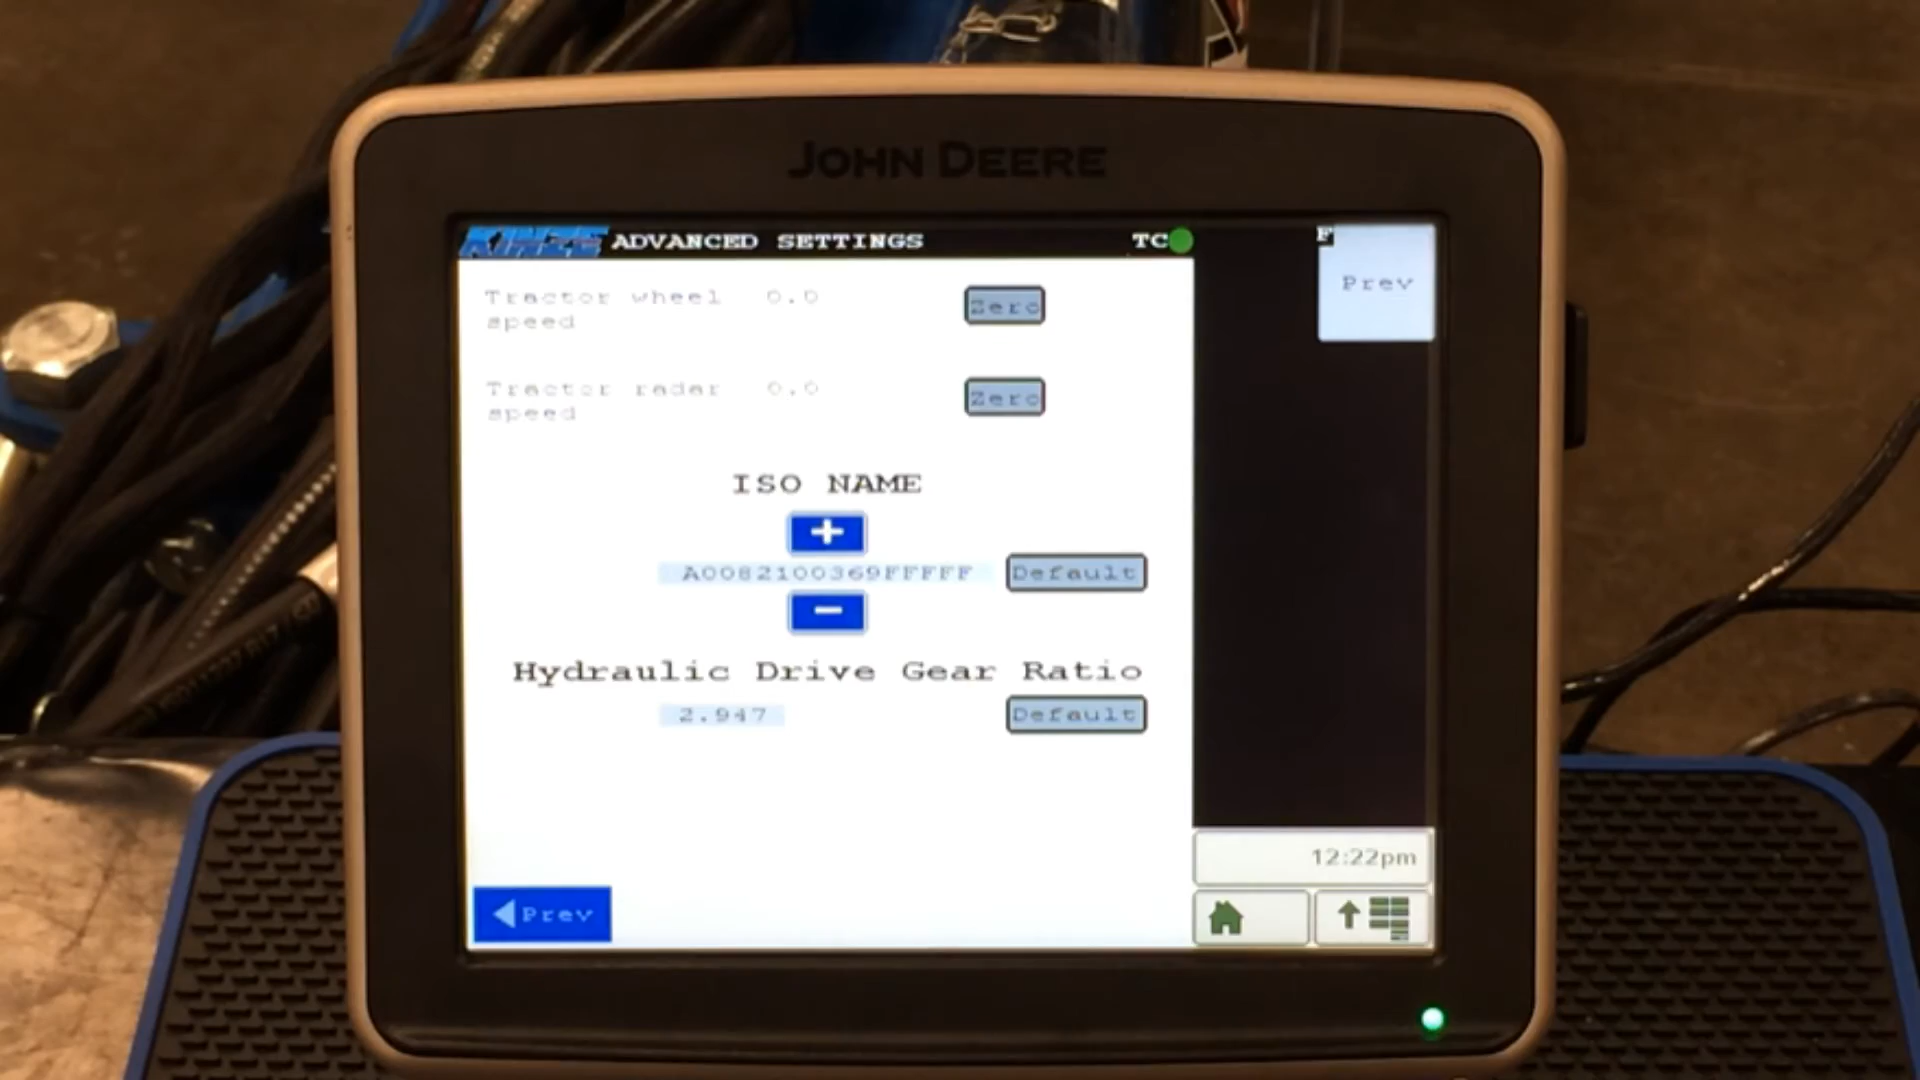 JOHN DEERE
KINZE ADVANCED SETTINGS TC
F
Prev
Tractor wheel 0.0
speed
Zero
Tractor radar 0.0
speed
Zero
ISO NAME
+
A0082100369FFFFF Default
−
Hydraulic Drive Gear Ratio
2.947 Default
12:22pm
Prev